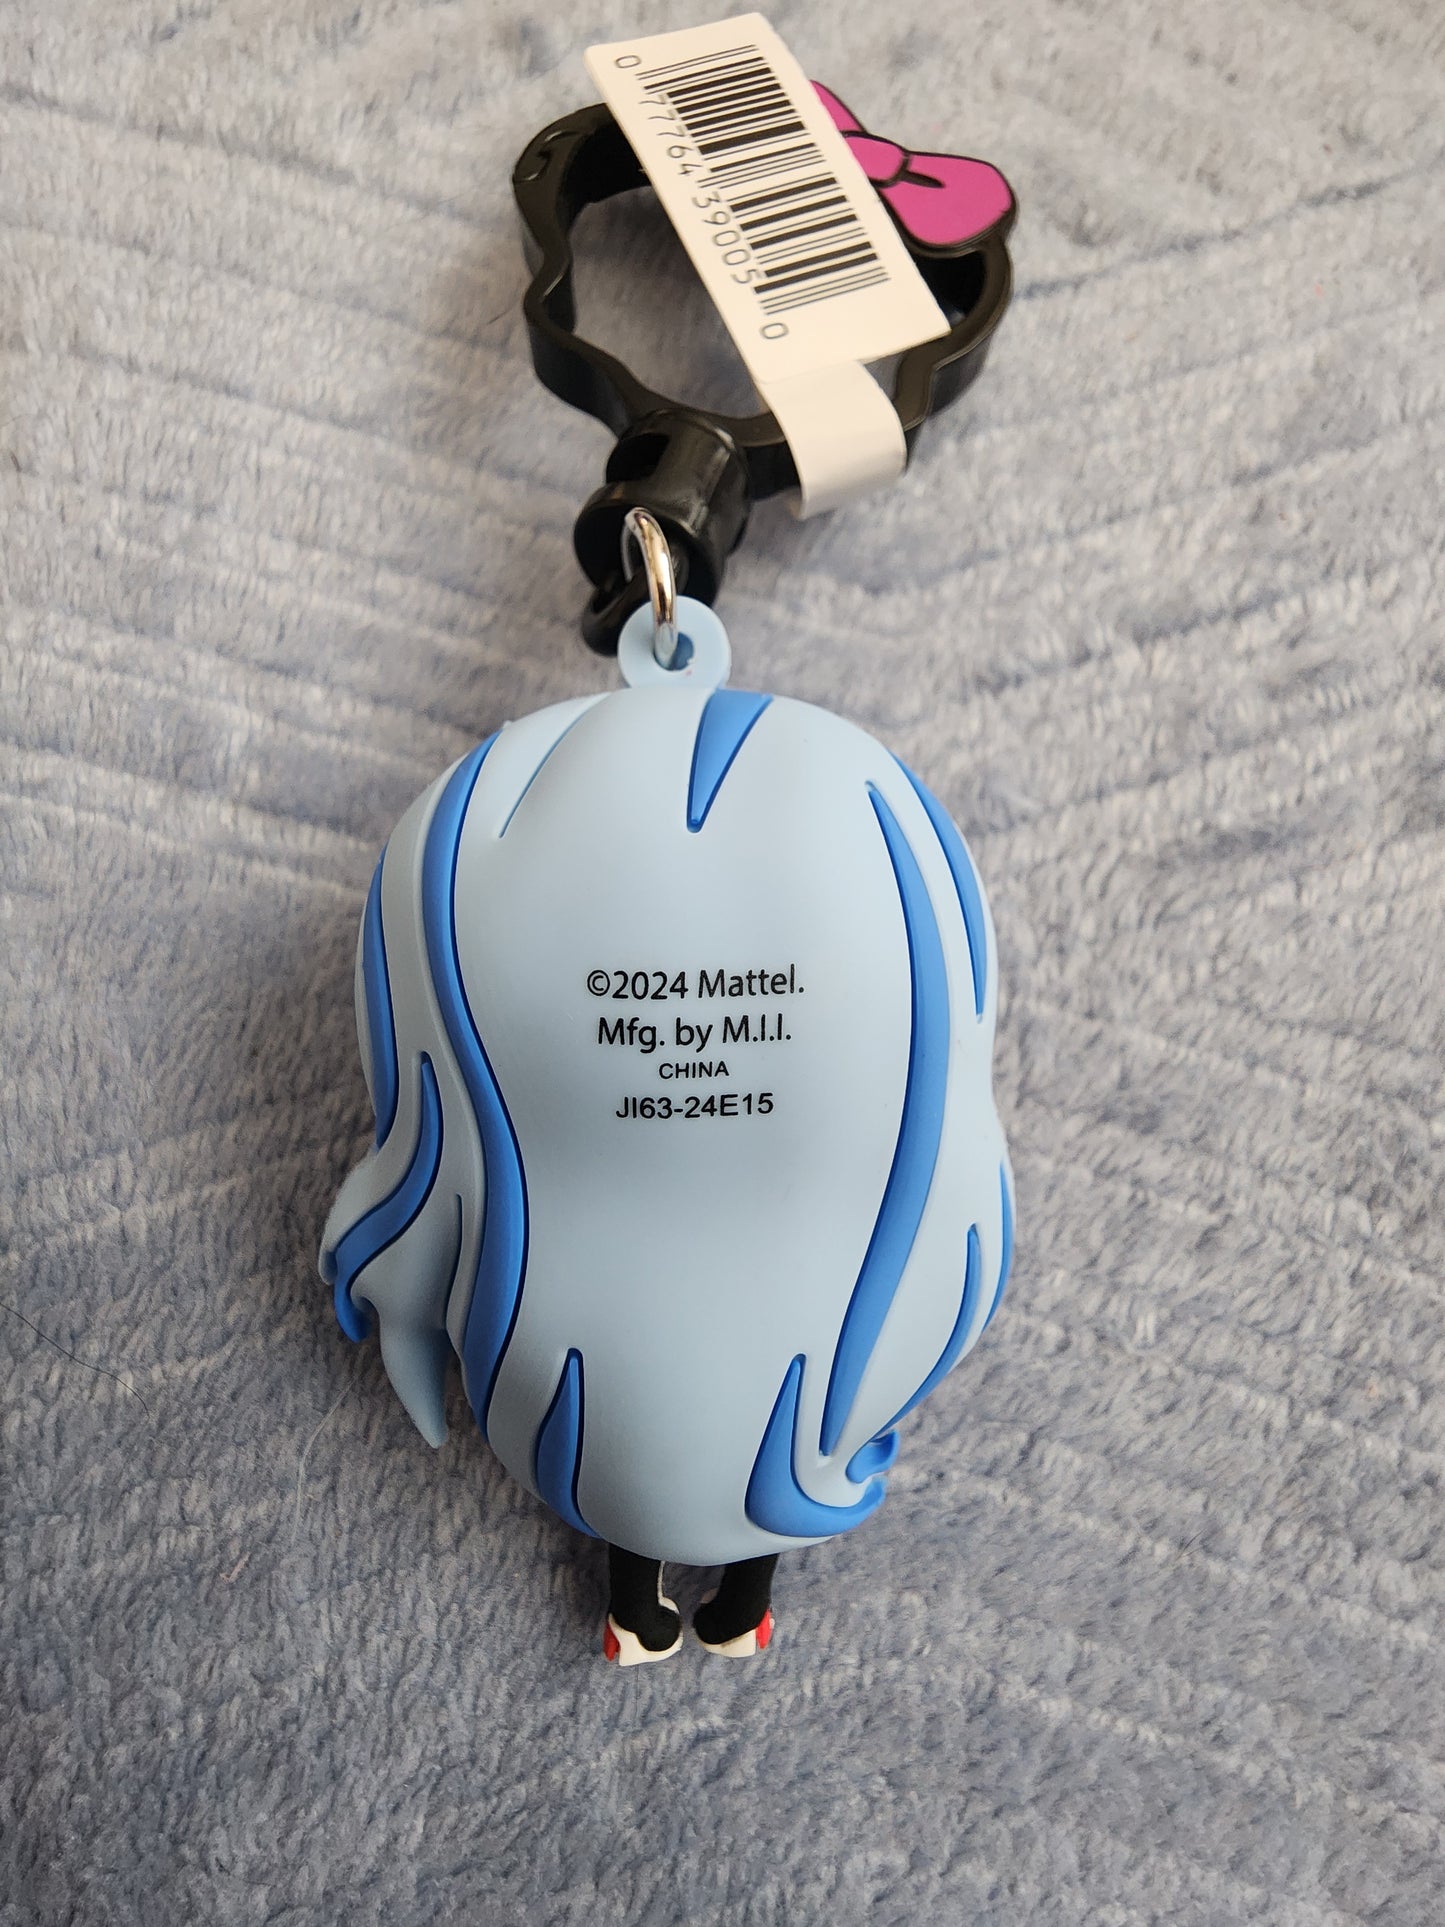 0 77764 39005 0
©2024 Mattel.
Mfg. by M.I.I.
CHINA
JI63-24E15